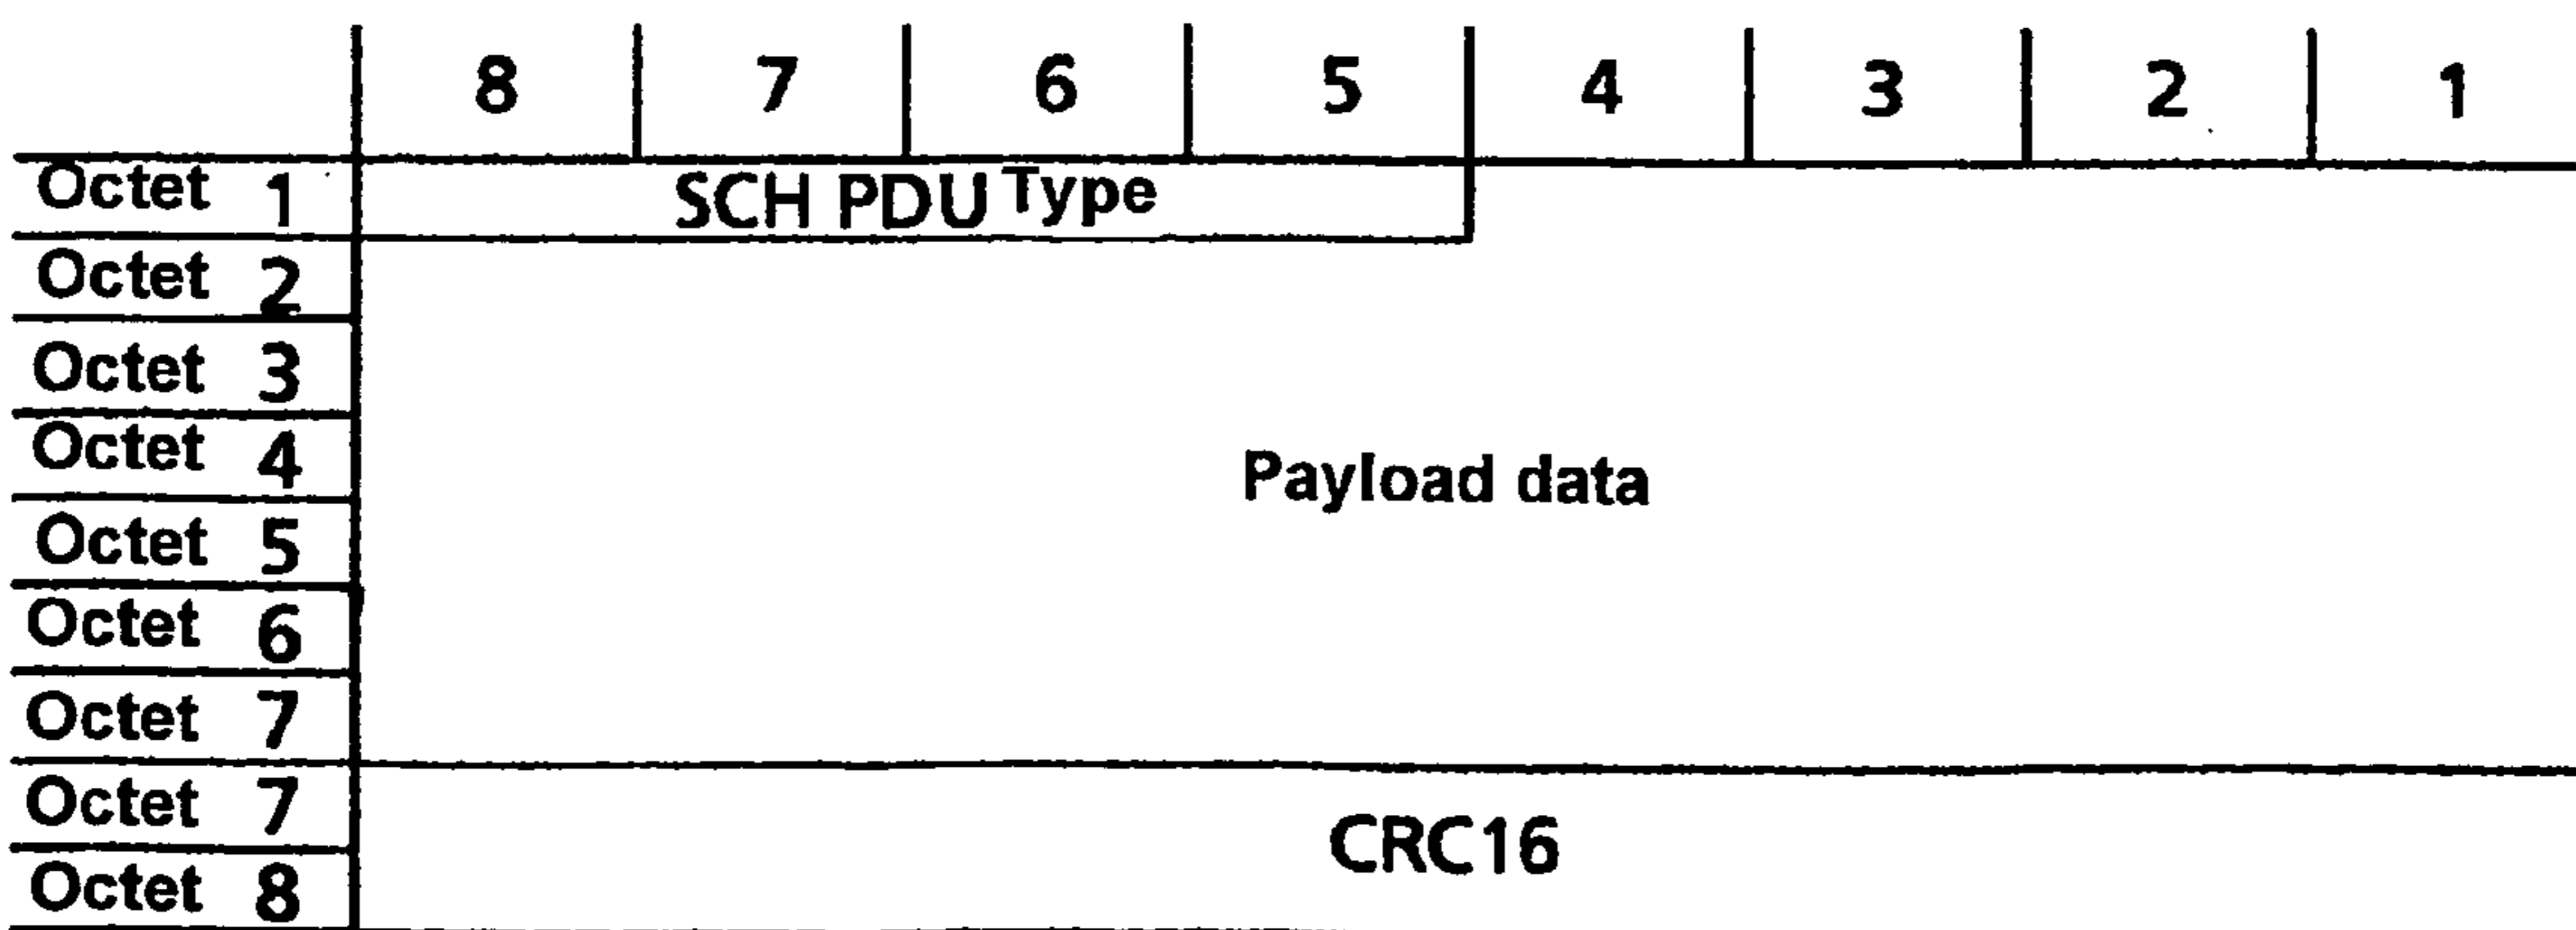 8 7 6 5 4 3 2 1
Octet 1 SCH PDU Type
Octet 2
Octet 3
Octet 4 Payload data
Octet 5
Octet 6
Octet 7
Octet 7 CRC16
Octet 8